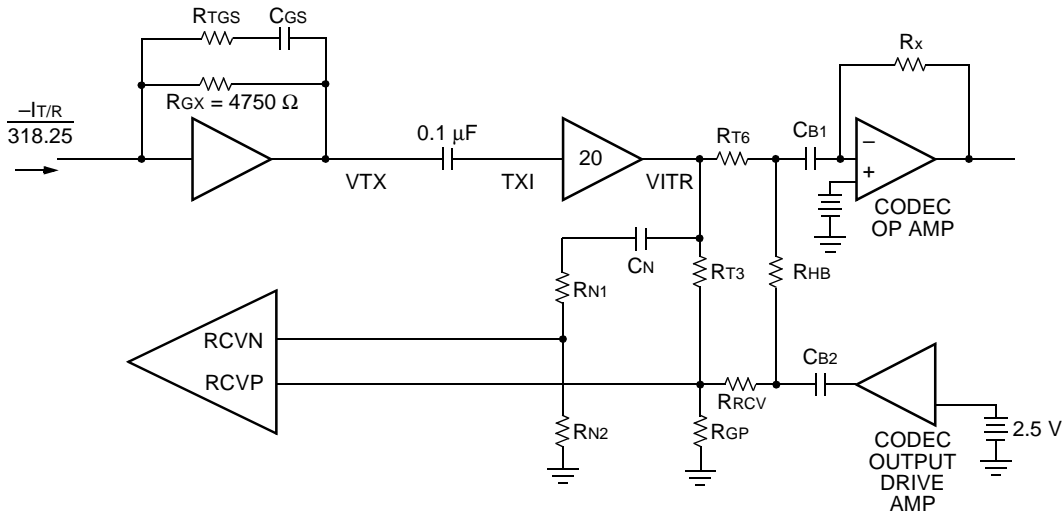 RTGS
CGS
RX
RGX = 4750 Ω
–IT/R
318.25
0.1 μF
RT6
CB1
20
VTX
TXI
VITR
–
+
CODEC
OP AMP
CN
RT3
RHB
RN1
RCVN
RCVP
CB2
RRCV
RN2
RGP
2.5 V
CODEC
OUTPUT
DRIVE
AMP